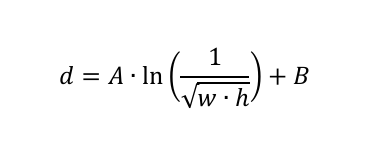 d = A · ln(1/√(w · h)) + B